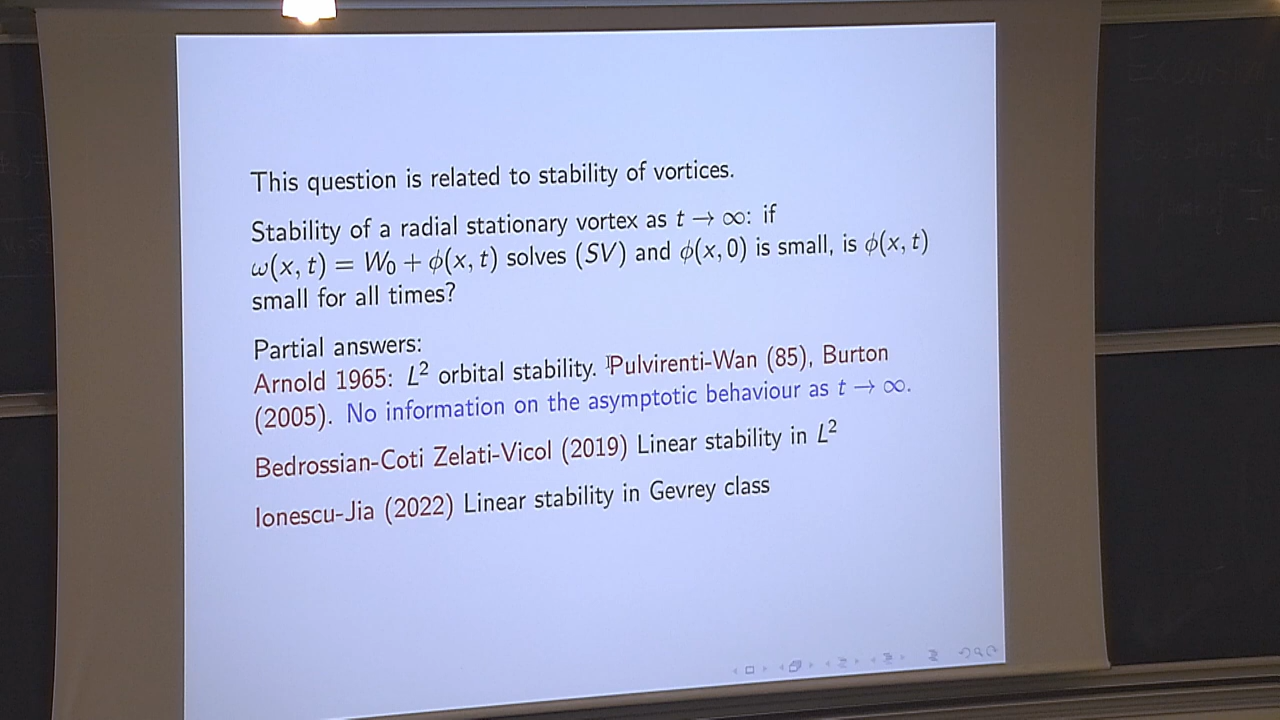 This question is related to stability of vortices.
Stability of a radial stationary vortex as t → ∞: if
ω(x, t) = W₀ + ϕ(x, t) solves (SV) and ϕ(x, 0) is small, is ϕ(x, t)
small for all times?
Partial answers:
Arnold 1965: L² orbital stability. Pulvirenti-Wan (85), Burton
(2005). No information on the asymptotic behaviour as t → ∞.
Bedrossian-Coti Zelati-Vicol (2019) Linear stability in L²
Ionescu-Jia (2022) Linear stability in Gevrey class